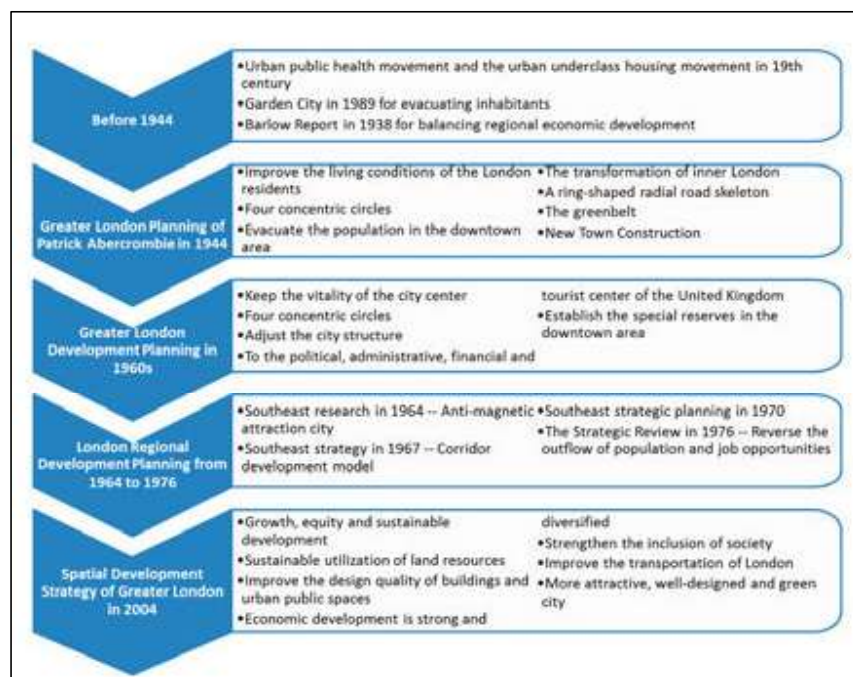 Before 1944
•Urban public health movement and the urban underclass housing movement in 19th
century
•Garden City in 1989 for evacuating inhabitants
•Barlow Report in 1938 for balancing regional economic development
Greater London Planning of
Patrick Abercrombie in 1944
•Improve the living conditions of the London
residents
•Four concentric circles
•Evacuate the population in the downtown
area
•The transformation of inner London
•A ring-shaped radial road skeleton
•The greenbelt
•New Town Construction
Greater London
Development Planning in
1960s
•Keep the vitality of the city center
•Four concentric circles
•Adjust the city structure
•To the political, administrative, financial and
tourist center of the United Kingdom
•Establish the special reserves in the
downtown area
London Regional
Development Planning from
1964 to 1976
•Southeast research in 1964 -- Anti-magnetic
attraction city
•Southeast strategy in 1967 -- Corridor
development model
•Southeast strategic planning in 1970
•The Strategic Review in 1976 -- Reverse the
outflow of population and job opportunities
Spatial Development
Strategy of Greater London
in 2004
•Growth, equity and sustainable
development
•Sustainable utilization of land resources
•Improve the design quality of buildings and
urban public spaces
•Economic development is strong and
diversified
•Strengthen the inclusion of society
•Improve the transportation of London
•More attractive, well-designed and green
city